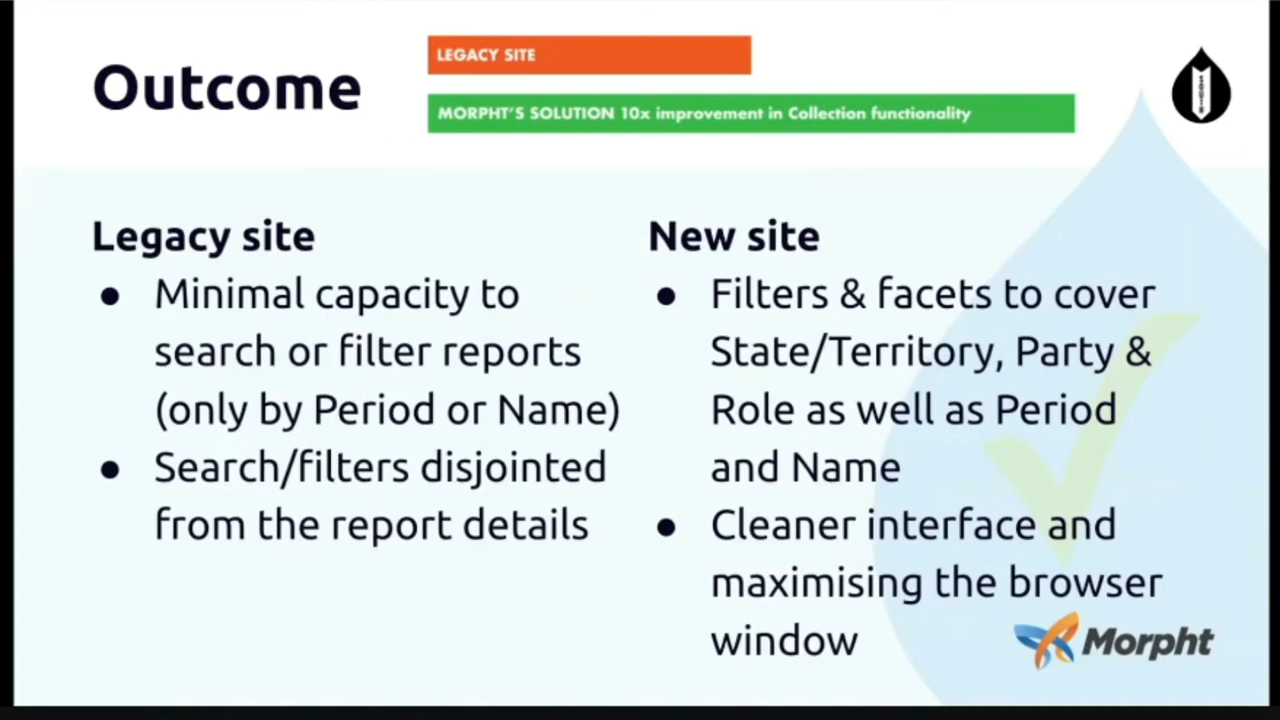 Outcome
LEGACY SITE
MORPHT'S SOLUTION 10x improvement in Collection functionality
Legacy site
● Minimal capacity to
search or filter reports
(only by Period or Name)
● Search/filters disjointed
from the report details
New site
● Filters & facets to cover
State/Territory, Party &
Role as well as Period
and Name
● Cleaner interface and
maximising the browser
window
Morpht